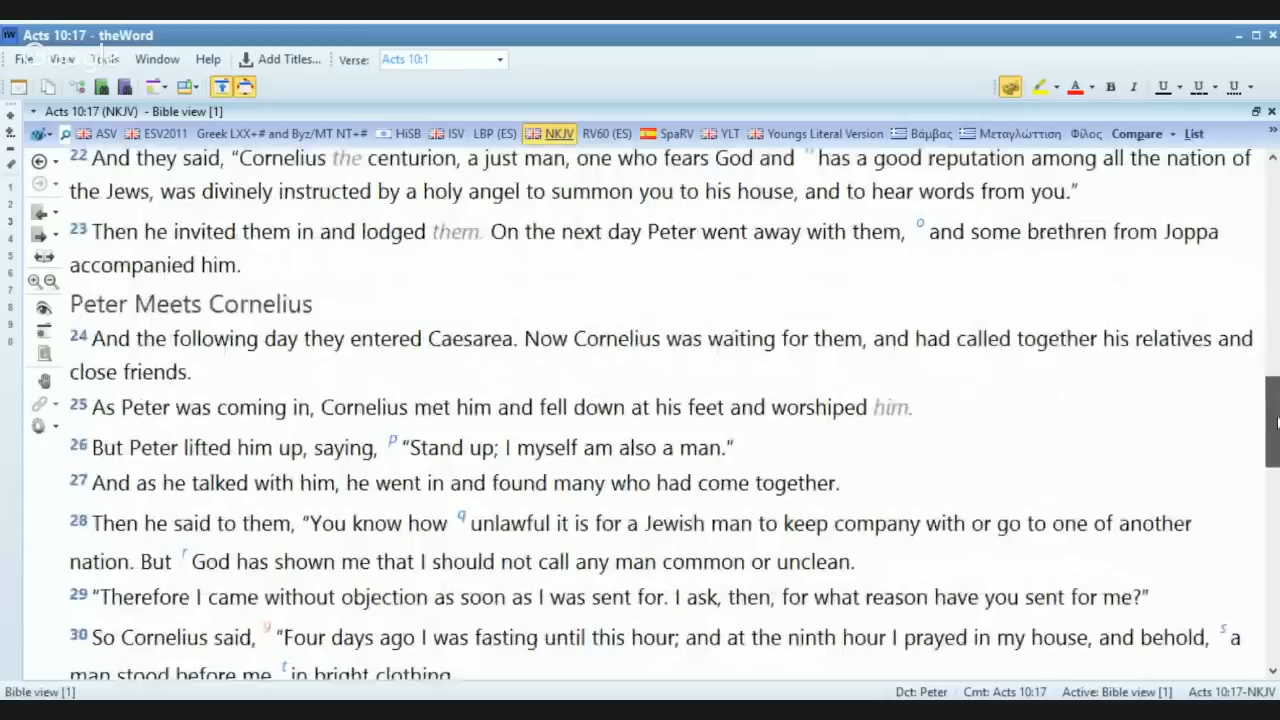 Acts 10:17 - theWord
File View Tools Window Help Add Titles... Verse: Acts 10:1
A B I U U U
Acts 10:17 (NKJV) - Bible view [1]
ASV ESV2011 Greek LXX+# and Byz/MT NT+# HiSB ISV LBP (ES) NKJV RV60 (ES) SpaRV YLT Youngs Literal Version Βάμβας Μεταγλώττιση Φίλος Compare List
1
2
3
4
5
6
7
8
9
0
22 And they said, “Cornelius the centurion, a just man, one who fears God and n has a good reputation among all the nation of
the Jews, was divinely instructed by a holy angel to summon you to his house, and to hear words from you.”
23 Then he invited them in and lodged them. On the next day Peter went away with them, o and some brethren from Joppa
accompanied him.
Peter Meets Cornelius
24 And the following day they entered Caesarea. Now Cornelius was waiting for them, and had called together his relatives and
close friends.
25 As Peter was coming in, Cornelius met him and fell down at his feet and worshiped him.
26 But Peter lifted him up, saying, p “Stand up; I myself am also a man.”
27 And as he talked with him, he went in and found many who had come together.
28 Then he said to them, “You know how q unlawful it is for a Jewish man to keep company with or go to one of another
nation. But r God has shown me that I should not call any man common or unclean.
29 “Therefore I came without objection as soon as I was sent for. I ask, then, for what reason have you sent for me?”
30 So Cornelius said, g “Four days ago I was fasting until this hour; and at the ninth hour I prayed in my house, and behold, s a
man stood before me t in bright clothing
Bible view [1] Dct: Peter Cmt: Acts 10:17 Active: Bible view [1] Acts 10:17-NKJV